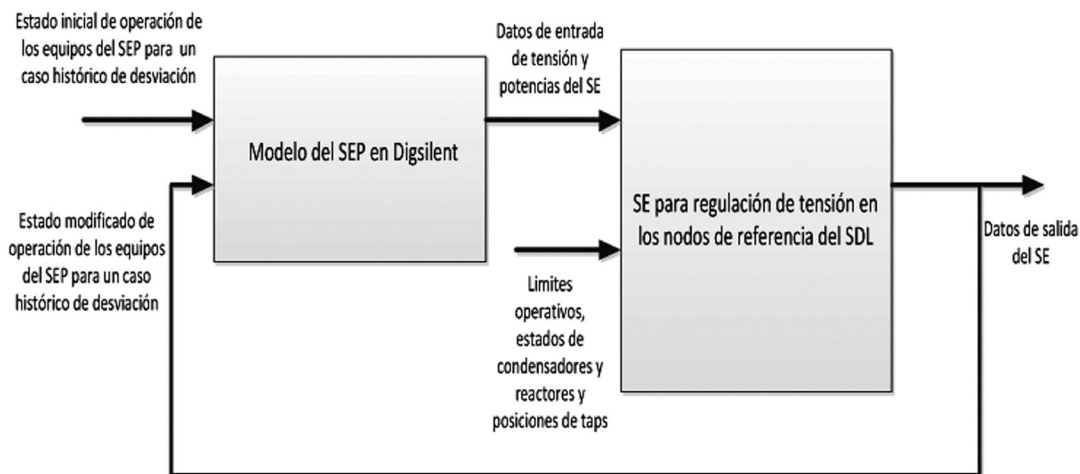 Estado inicial de operación de
los equipos del SEP para un
caso histórico de desviación
Modelo del SEP en Digsilent
Estado modificado de
operación de los equipos
del SEP para un caso
histórico de desviación
Datos de entrada
de tensión y
potencias del SE
Limites
operativos,
estados de
condensadores y
reactores y
posiciones de taps
SE para regulación de tensión en
los nodos de referencia del SDL
Datos de salida
del SE